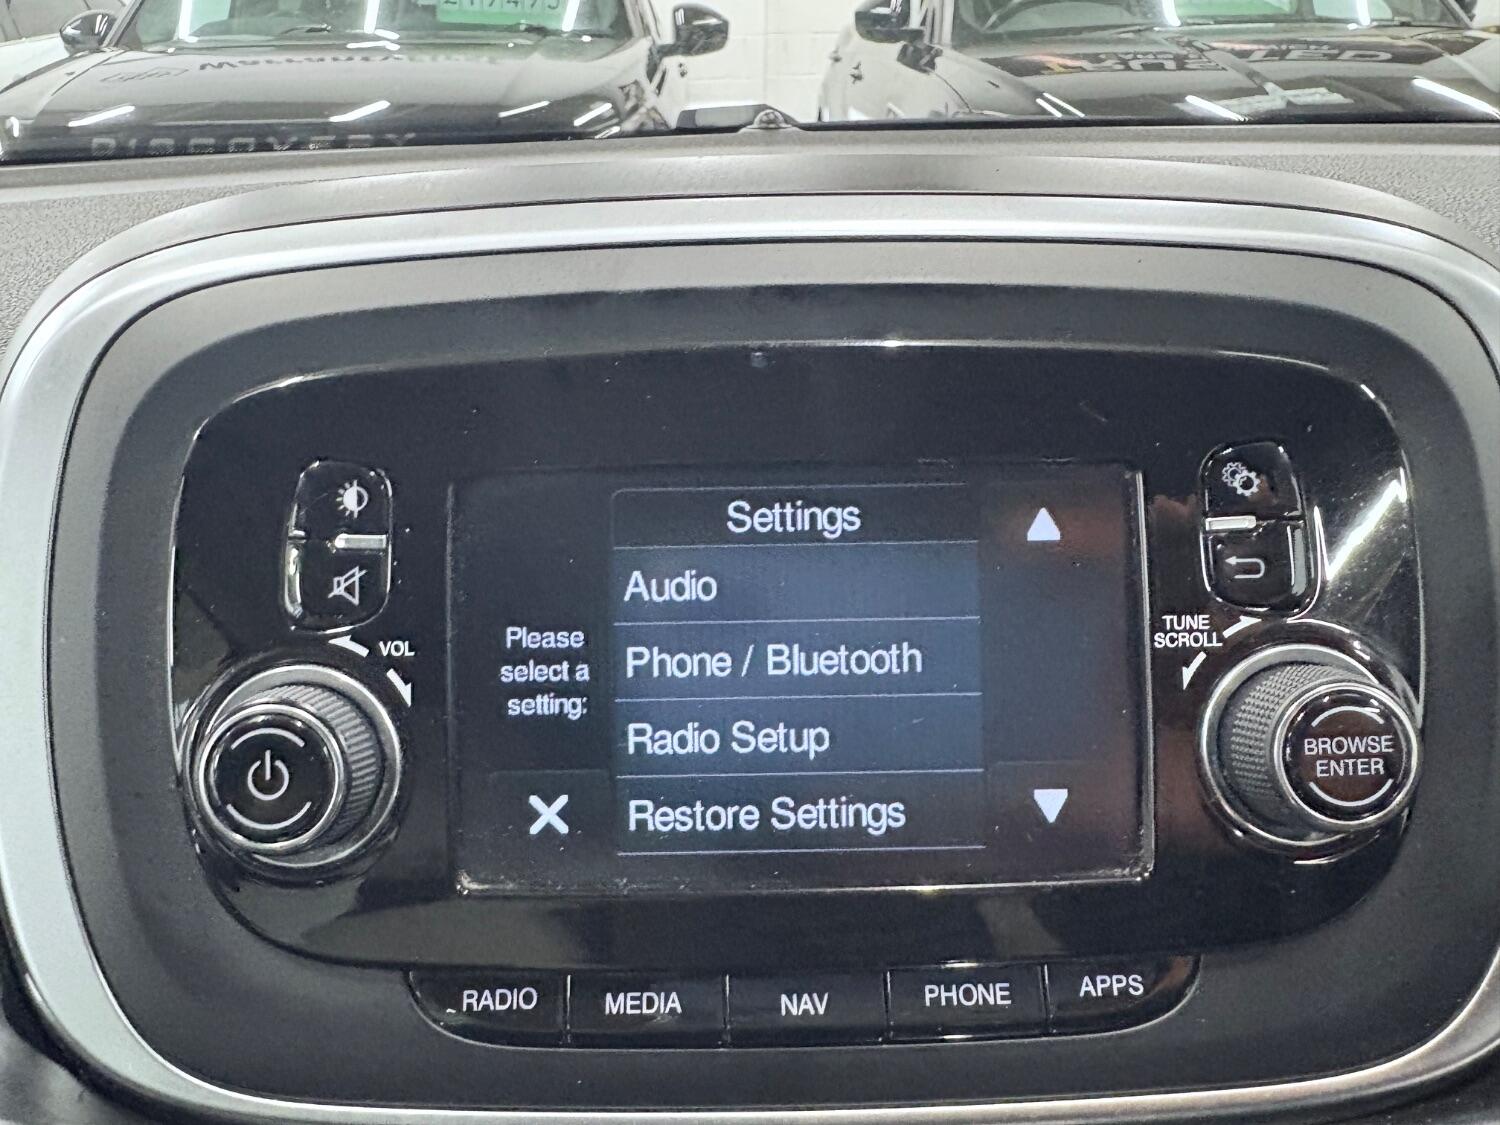 DISCOVERY
Settings
Audio
Please
select a
setting:
Phone / Bluetooth
Radio Setup
Restore Settings
VOL
TUNE
SCROLL
BROWSE
ENTER
RADIO
MEDIA
NAV
PHONE
APPS